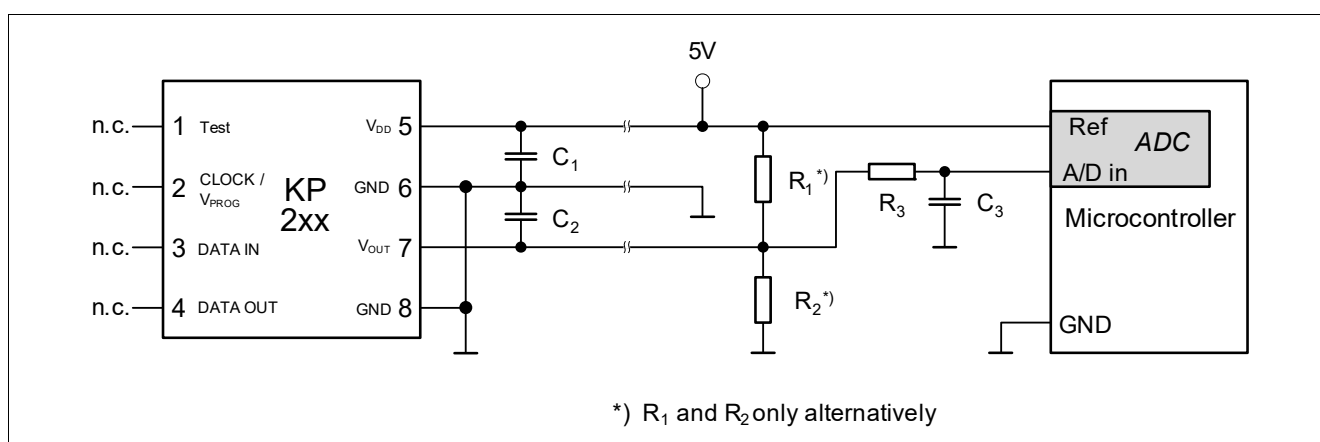 5V
n.c. 1 Test
VDD 5
n.c. 2 CLOCK / VPROG
GND 6
n.c. 3 DATA IN
VOUT 7
n.c. 4 DATA OUT
GND 8
KP
2xx
C1
C2
R1*)
R2*)
R3
C3
Ref
ADC
A/D in
Microcontroller
GND
*) R1 and R2 only alternatively